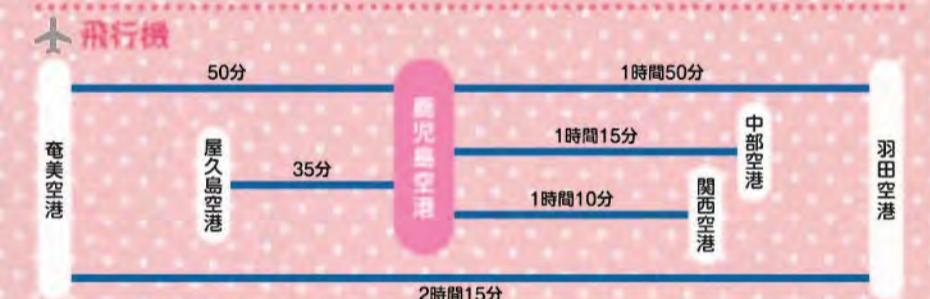 飛行機
50分
1時間50分
奄美空港
屋久島空港
35分
鹿児島空港
1時間15分
中部空港
1時間10分
関西空港
羽田空港
2時間15分